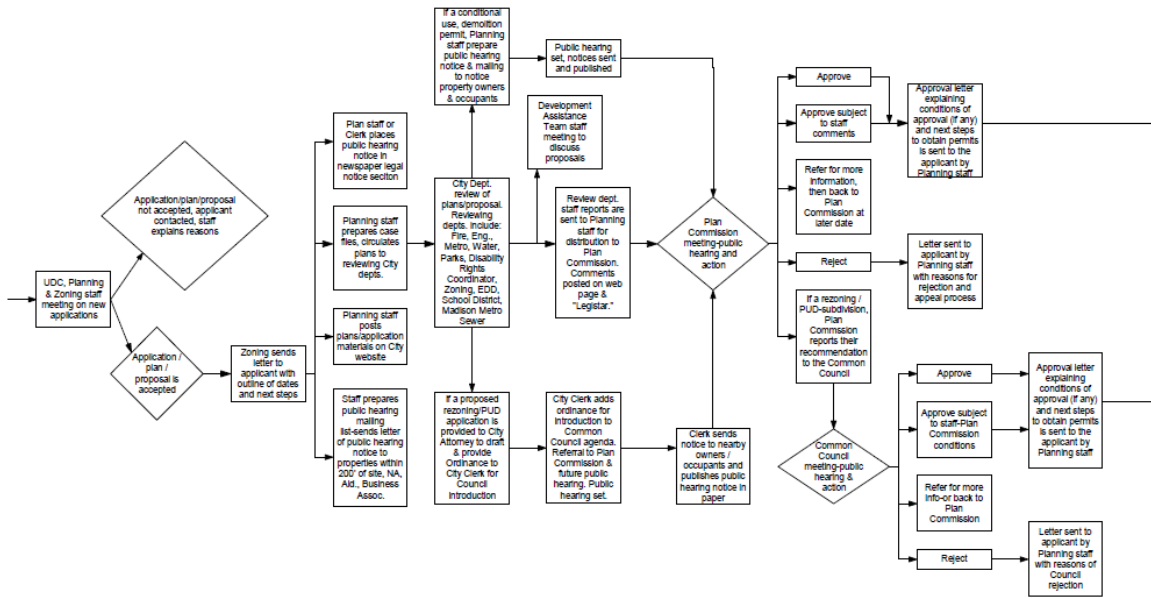 UDC, Planning
& Zoning staff
meeting on new
applications
Application/plan/proposal
not accepted, applicant
contacted, staff
explains reasons
Application /
plan /
proposal is
accepted
Zoning sends
letter to
applicant with
outline of dates
and next steps
Plan staff or
Clerk places
public hearing
notice in
newspaper legal
notice seciton
Planning staff
prepares case
files, circulates
plans to
reviewing City
depts.
Planning staff
posts
plans/application
materials on City
website
Staff prepares
public hearing
mailing
list-sends letter
of public hearing
notice to
properties within
200' of site, NA,
Ald., Business
Assoc.
If a conditional
use, demolition
permit, Planning
staff prepare
public hearing
notice & mailing
to notice
property owners
& occupants
City Dept.
review of
plans/proposal.
Reviewing
depts. include:
Fire, Eng.,
Metro, Water,
Parks, Disability
Rights
Coordinator,
Zoning, EDD,
School District,
Madison Metro
Sewer
If a proposed
rezoning/PUD
application is
provided to City
Attorney to draft
& provide
Ordinance to
City Clerk for
Council
Introduction
Public hearing
set, notices sent
and published
Development
Assistance
Team staff
meeting to
discuss
proposals
Review dept.
staff reports are
sent to Planning
staff for
distribution to
Plan
Commission.
Comments
posted on web
page &
"Legistar."
City Clerk adds
ordinance for
introduction to
Common
Council agenda.
Referral to Plan
Commission &
future public
hearing. Public
hearing set.
Clerk sends
notice to nearby
owners /
occupants and
publishes public
hearing notice in
paper
Plan
Commission
meeting-public
hearing and
action
Approve
Approve subject
to staff
comments
Refer for more
information,
then back to
Plan
Commission at
later date
Reject
If a rezoning /
PUD-subdivision,
Plan
Commission
reports their
recommendation
to the Common
Council
Approval letter
explaining
conditions of
approval (if any)
and next steps
to obtain permits
is sent to the
applicant by
Planning staff
Letter sent to
applicant by
Planning staff
with reasons for
rejection and
appeal process
Common
Council
meeting-public
hearing &
action
Approve
Approve subject
to staff-Plan
Commission
conditions
Refer for more
info-or back to
Plan
Commission
Reject
Approval letter
explaining
conditions of
approval (if any)
and next steps
to obtain permits
is sent to the
applicant by
Planning staff
Letter sent to
applicant by
Planning staff
with reasons of
Council
rejection